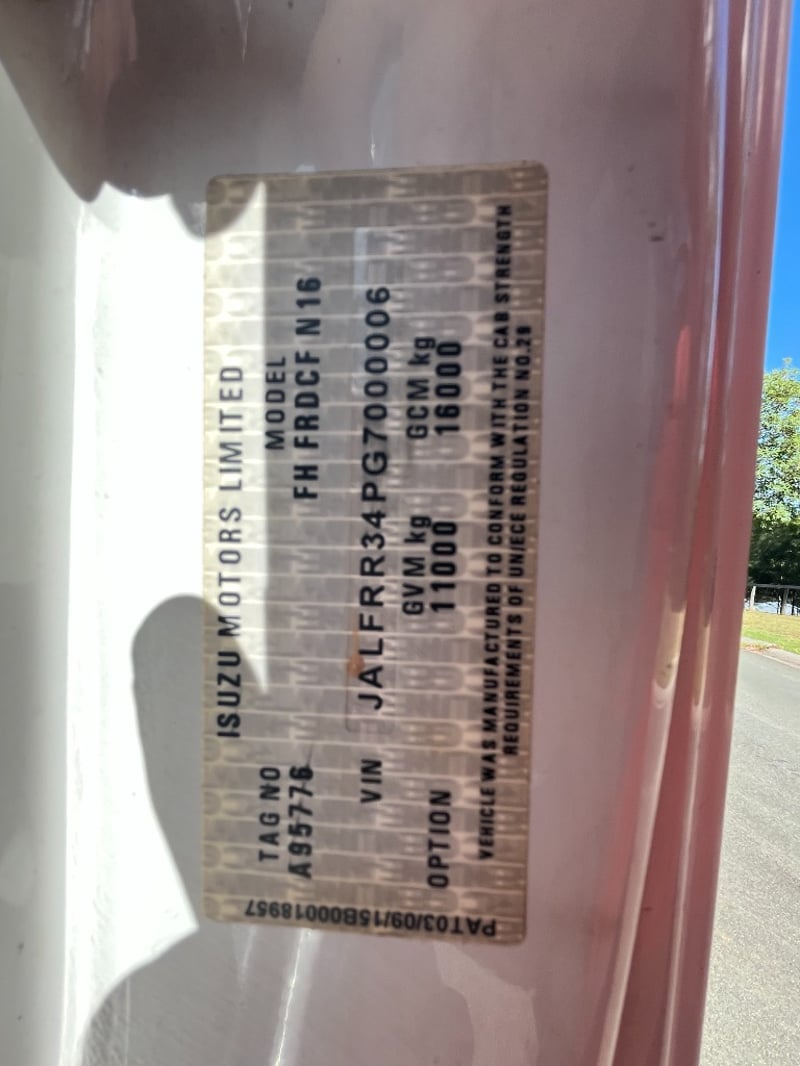 ISUZU MOTORS LIMITED
TAG NO MODEL
A95776 FH FRDCF N16
VIN JALFRR34PG7000006
GVM kg GCM kg
OPTION 11000 16000
VEHICLE WAS MANUFACTURED TO CONFORM WITH THE CAB STRENGTH
REQUIREMENTS OF UN/ECE REGULATION NO.29
PAT03/09/15B00018957